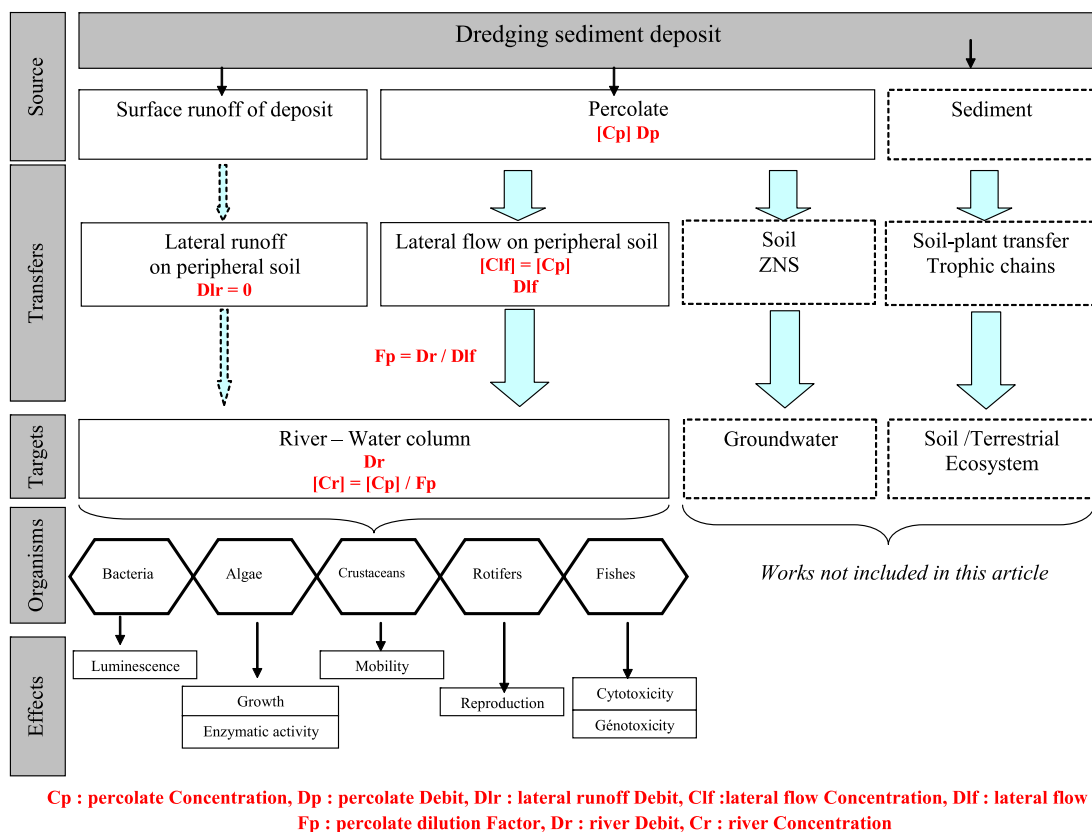 Dredging sediment deposit
Source
Surface runoff of deposit
Percolate
[Cp] Dp
Sediment
Transfers
Lateral runoff
on peripheral soil
Dlr = 0
Lateral flow on peripheral soil
[Clf] = [Cp]
Dlf
Soil
ZNS
Soil-plant transfer
Trophic chains
Fp = Dr / Dlf
Targets
River – Water column
Dr
[Cr] = [Cp] / Fp
Groundwater
Soil /Terrestrial
Ecosystem
Organisms
Bacteria
Algae
Crustaceans
Rotifers
Fishes
Works not included in this article
Effects
Luminescence
Growth
Enzymatic activity
Mobility
Reproduction
Cytotoxicity
Génotoxicity
Cp : percolate Concentration, Dp : percolate Debit, Dlr : lateral runoff Debit, Clf :lateral flow Concentration, Dlf : lateral flow
Fp : percolate dilution Factor, Dr : river Debit, Cr : river Concentration